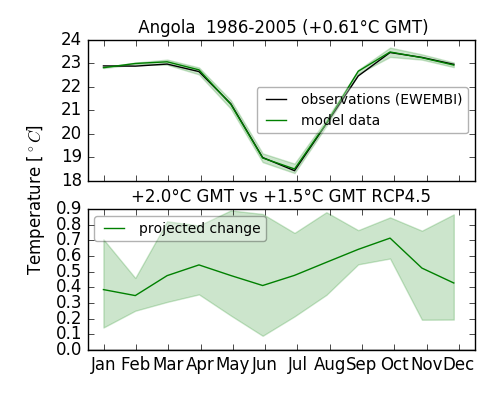 Angola  1986-2005 (+0.61°C GMT)
24
23
22
21
20
19
18
observations (EWEMBI)
model data
Temperature [°C]
+2.0°C GMT vs +1.5°C GMT RCP4.5
0.9
0.8
0.7
0.6
0.5
0.4
0.3
0.2
0.1
0.0
projected change
Jan Feb Mar Apr May Jun Jul Aug Sep Oct Nov Dec